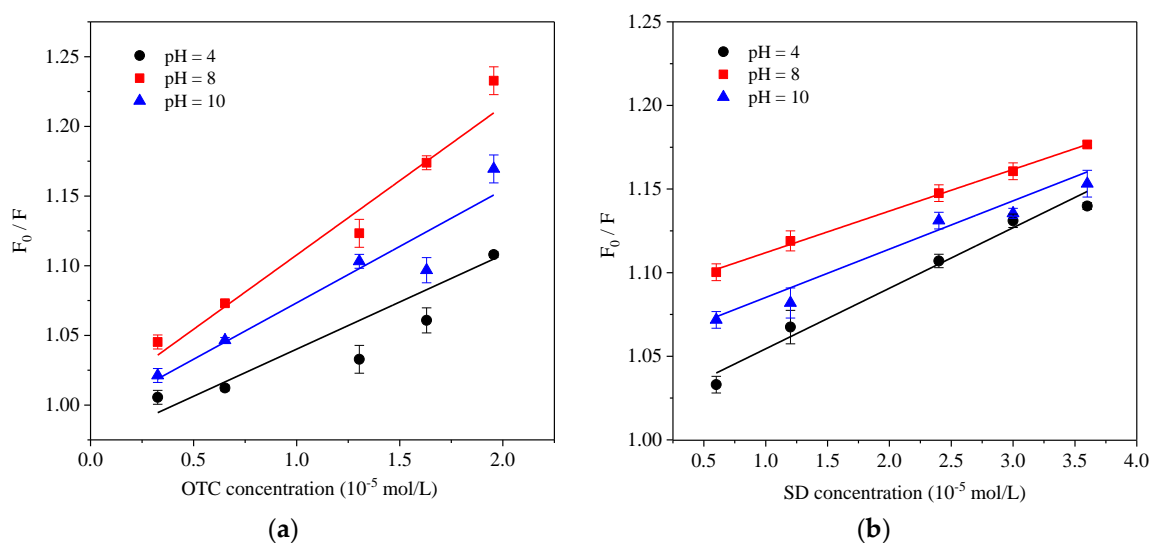 1.25
1.20
1.15
1.10
1.05
1.00
F0 / F
pH = 4
pH = 8
pH = 10
0.0 0.5 1.0 1.5 2.0
OTC concentration (10-5 mol/L)
(a)
1.25
1.20
1.15
1.10
1.05
1.00
F0 / F
pH = 4
pH = 8
pH = 10
0.5 1.0 1.5 2.0 2.5 3.0 3.5 4.0
SD concentration (10-5 mol/L)
(b)